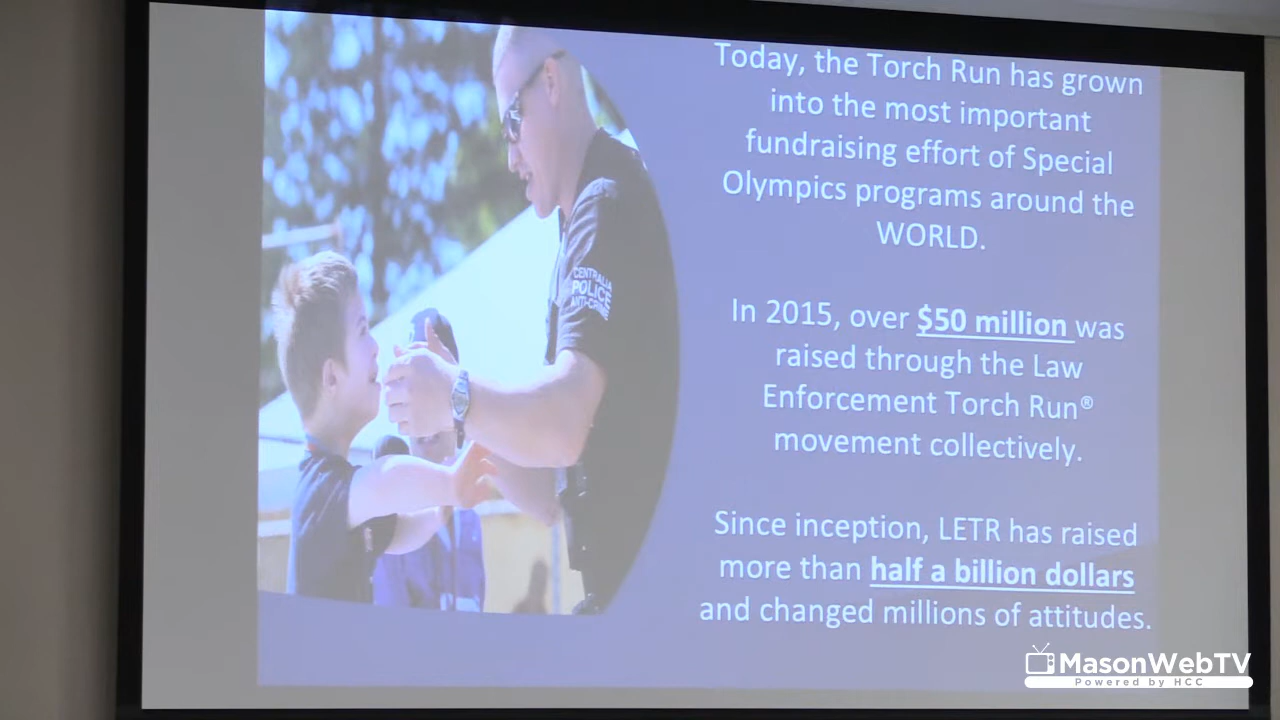 Today, the Torch Run has grown
into the most important
fundraising effort of Special
Olympics programs around the
WORLD.
In 2015, over $50 million was
raised through the Law
Enforcement Torch Run®
movement collectively.
Since inception, LETR has raised
more than half a billion dollars
and changed millions of attitudes.
CENTRALIA
POLICE
ANTI-CRIME
MasonWebTV
Powered by HCC